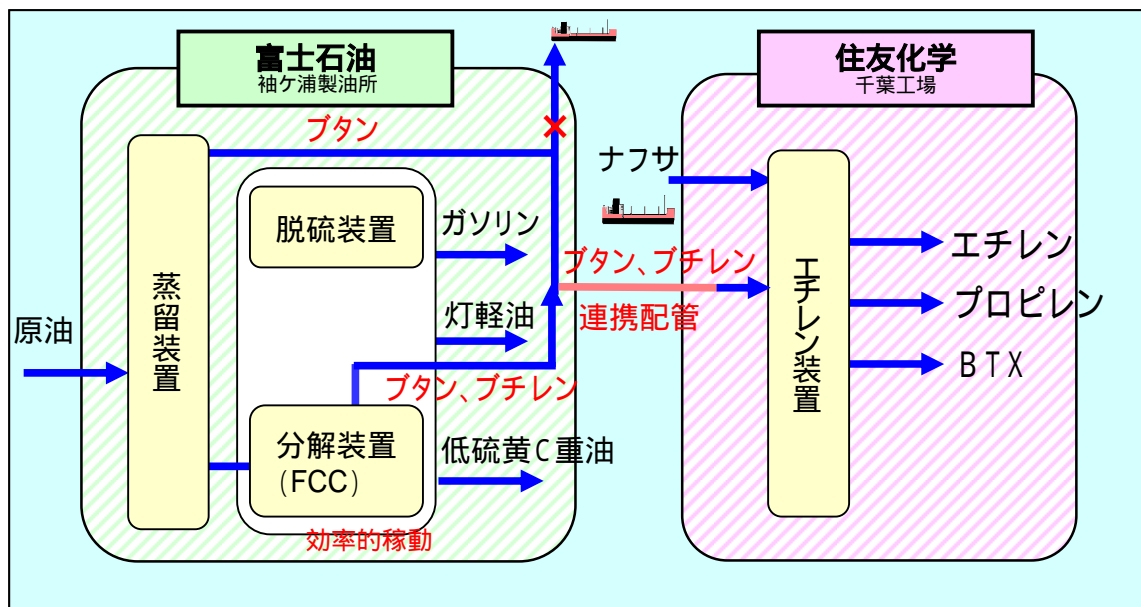 富士石油
袖ケ浦製油所
住友化学
千葉工場
ブタン
ナフサ
脱硫装置
ガソリン
ブタン、ブチレン
エチレン
蒸留装置
エチレン装置
プロピレン
灯軽油
連携配管
原油
BTX
ブタン、ブチレン
分解装置
(FCC)
低硫黄C重油
効率的稼動